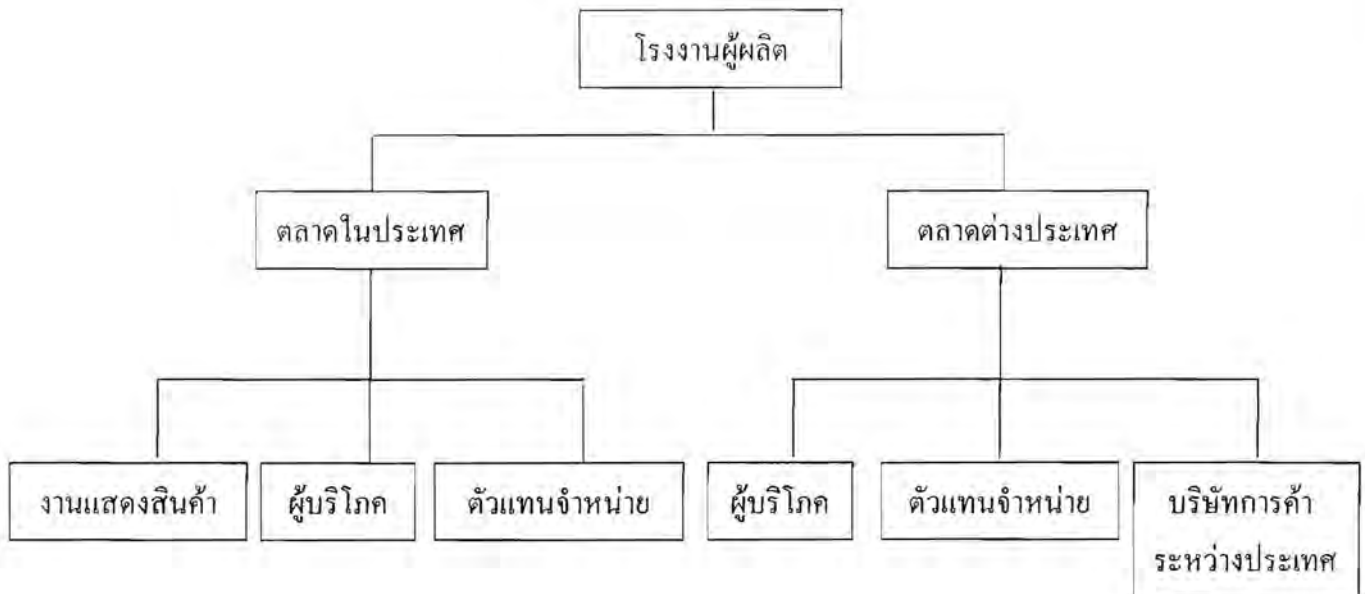 โรงงานผู้ผลิต
ตลาดในประเทศ
ตลาดต่างประเทศ
งานแสดงสินค้า
ผู้บริโภค
ตัวแทนจำหน่าย
ผู้บริโภค
ตัวแทนจำหน่าย
บริษัทการค้า
ระหว่างประเทศ